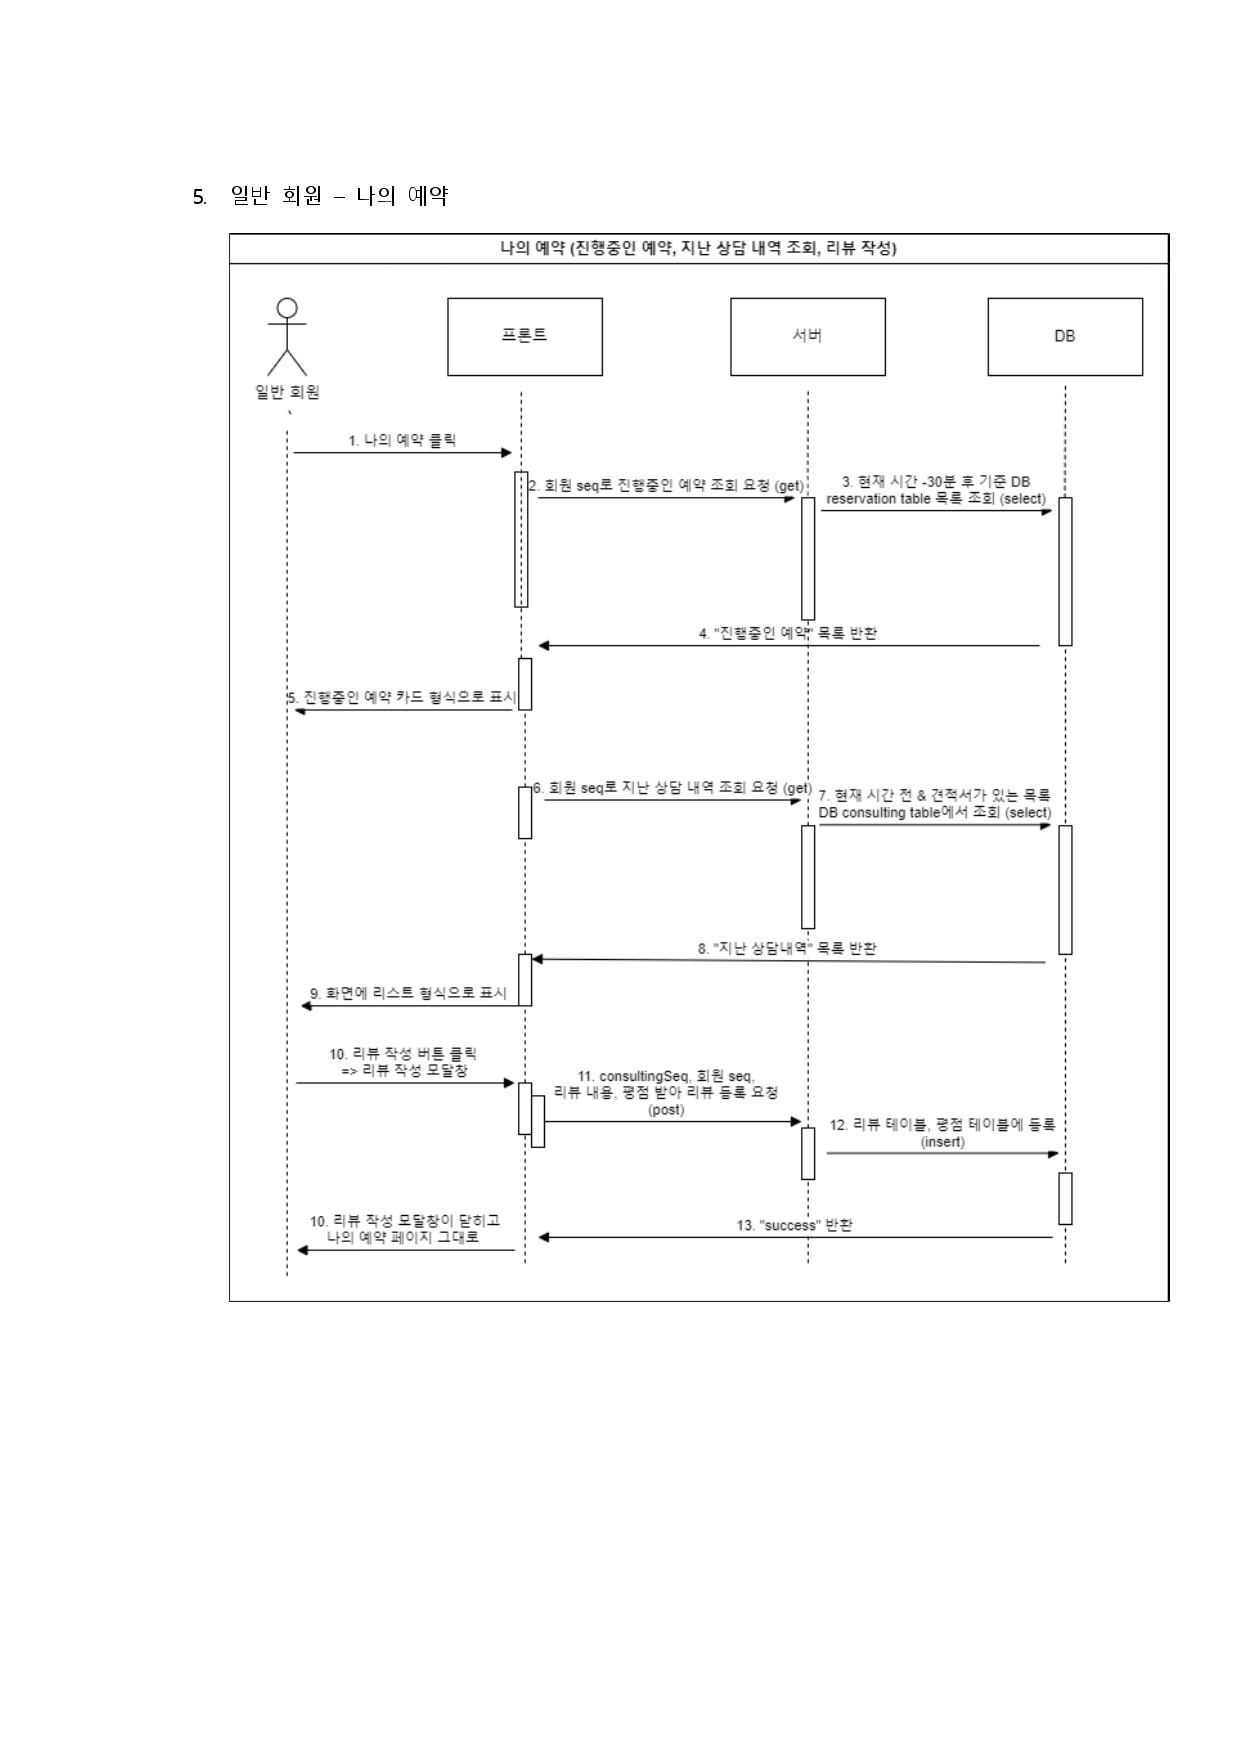 5. 일반 회원 – 나의 예약
나의 예약 (진행중인 예약, 지난 상담 내역 조회, 리뷰 작성)
일반 회원
프론트
서버
DB
1. 나의 예약 클릭
2. 회원 seq로 진행중인 예약 조회 요청 (get)
3. 현재 시간 -30분 후 기준 DB
reservation table 목록 조회 (select)
4. "진행중인 예약" 목록 반환
5. 진행중인 예약 카드 형식으로 표시
6. 회원 seq로 지난 상담 내역 조회 요청 (get)
7. 현재 시간 전 & 견적서가 있는 목록
DB consulting table에서 조회 (select)
8. "지난 상담내역" 목록 반환
9. 화면에 리스트 형식으로 표시
10. 리뷰 작성 버튼 클릭
=> 리뷰 작성 모달창
11. consultingSeq, 회원 seq,
리뷰 내용, 평점 받아 리뷰 등록 요청
(post)
12. 리뷰 테이블, 평점 테이블에 등록
(insert)
13. "success" 반환
10. 리뷰 작성 모달창이 닫히고
나의 예약 페이지 그대로